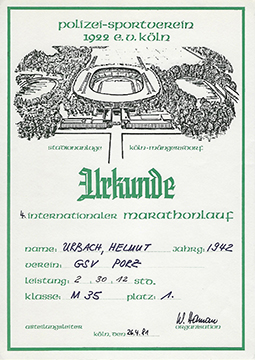 polizei-sportverein
1922 e.v. köln
stadionanlage köln-müngersdorf
Urkunde
4. internationaler marathonlauf
name: URBACH, HELMUT jahrg: 1942
verein: GSV PORZ
leistung: 2.30.12 std.
klasse: M 35 platz: 1.
abteilungsleiter köln, den 26.4.81 organisation